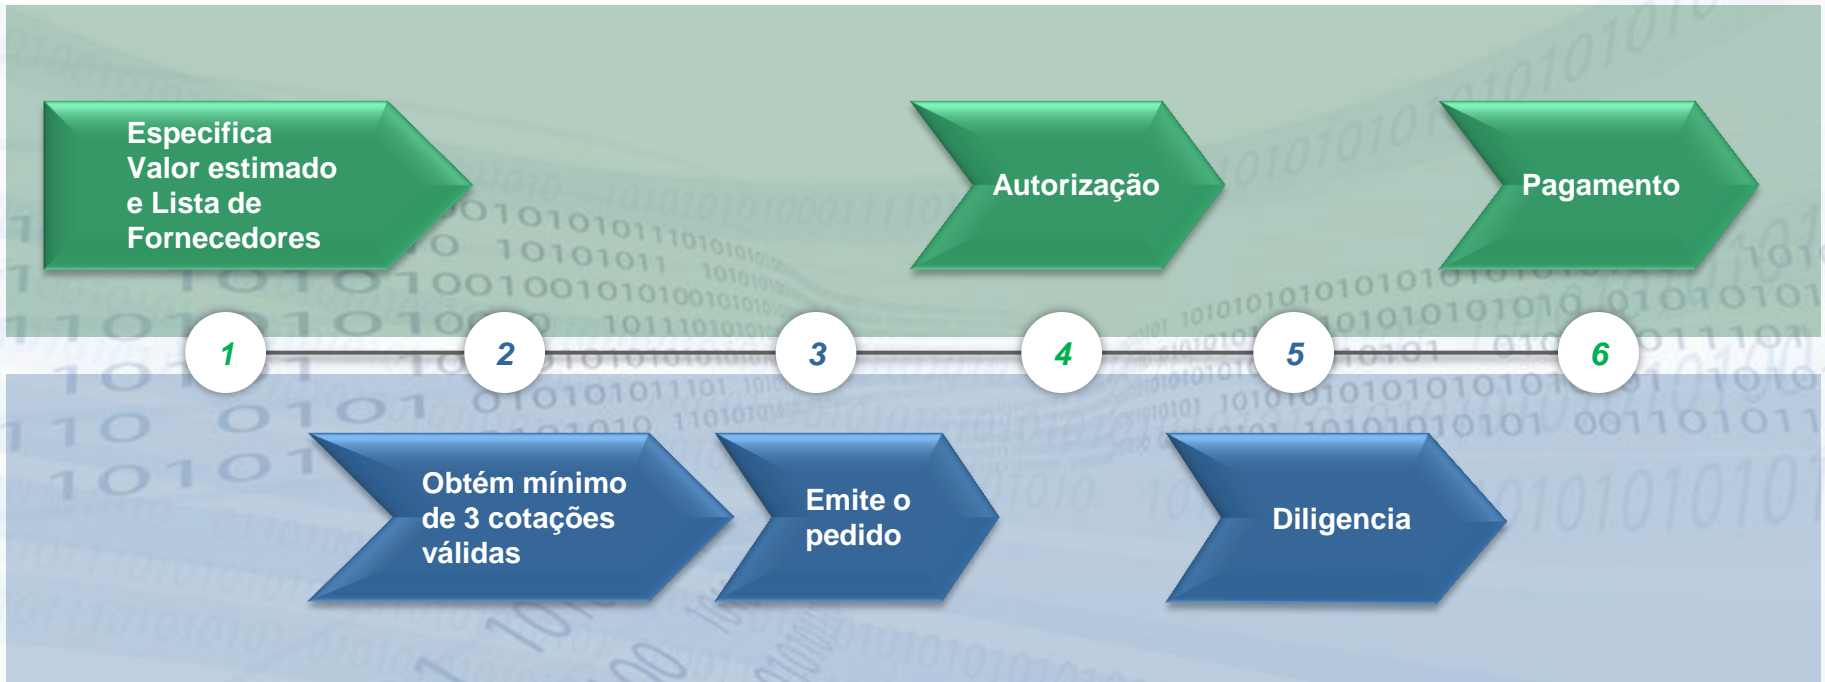 Especifica
Valor estimado
e Lista de
Fornecedores
Autorização
Pagamento
1
2
3
4
5
6
Obtém mínimo
de 3 cotações
válidas
Emite o
pedido
Diligencia